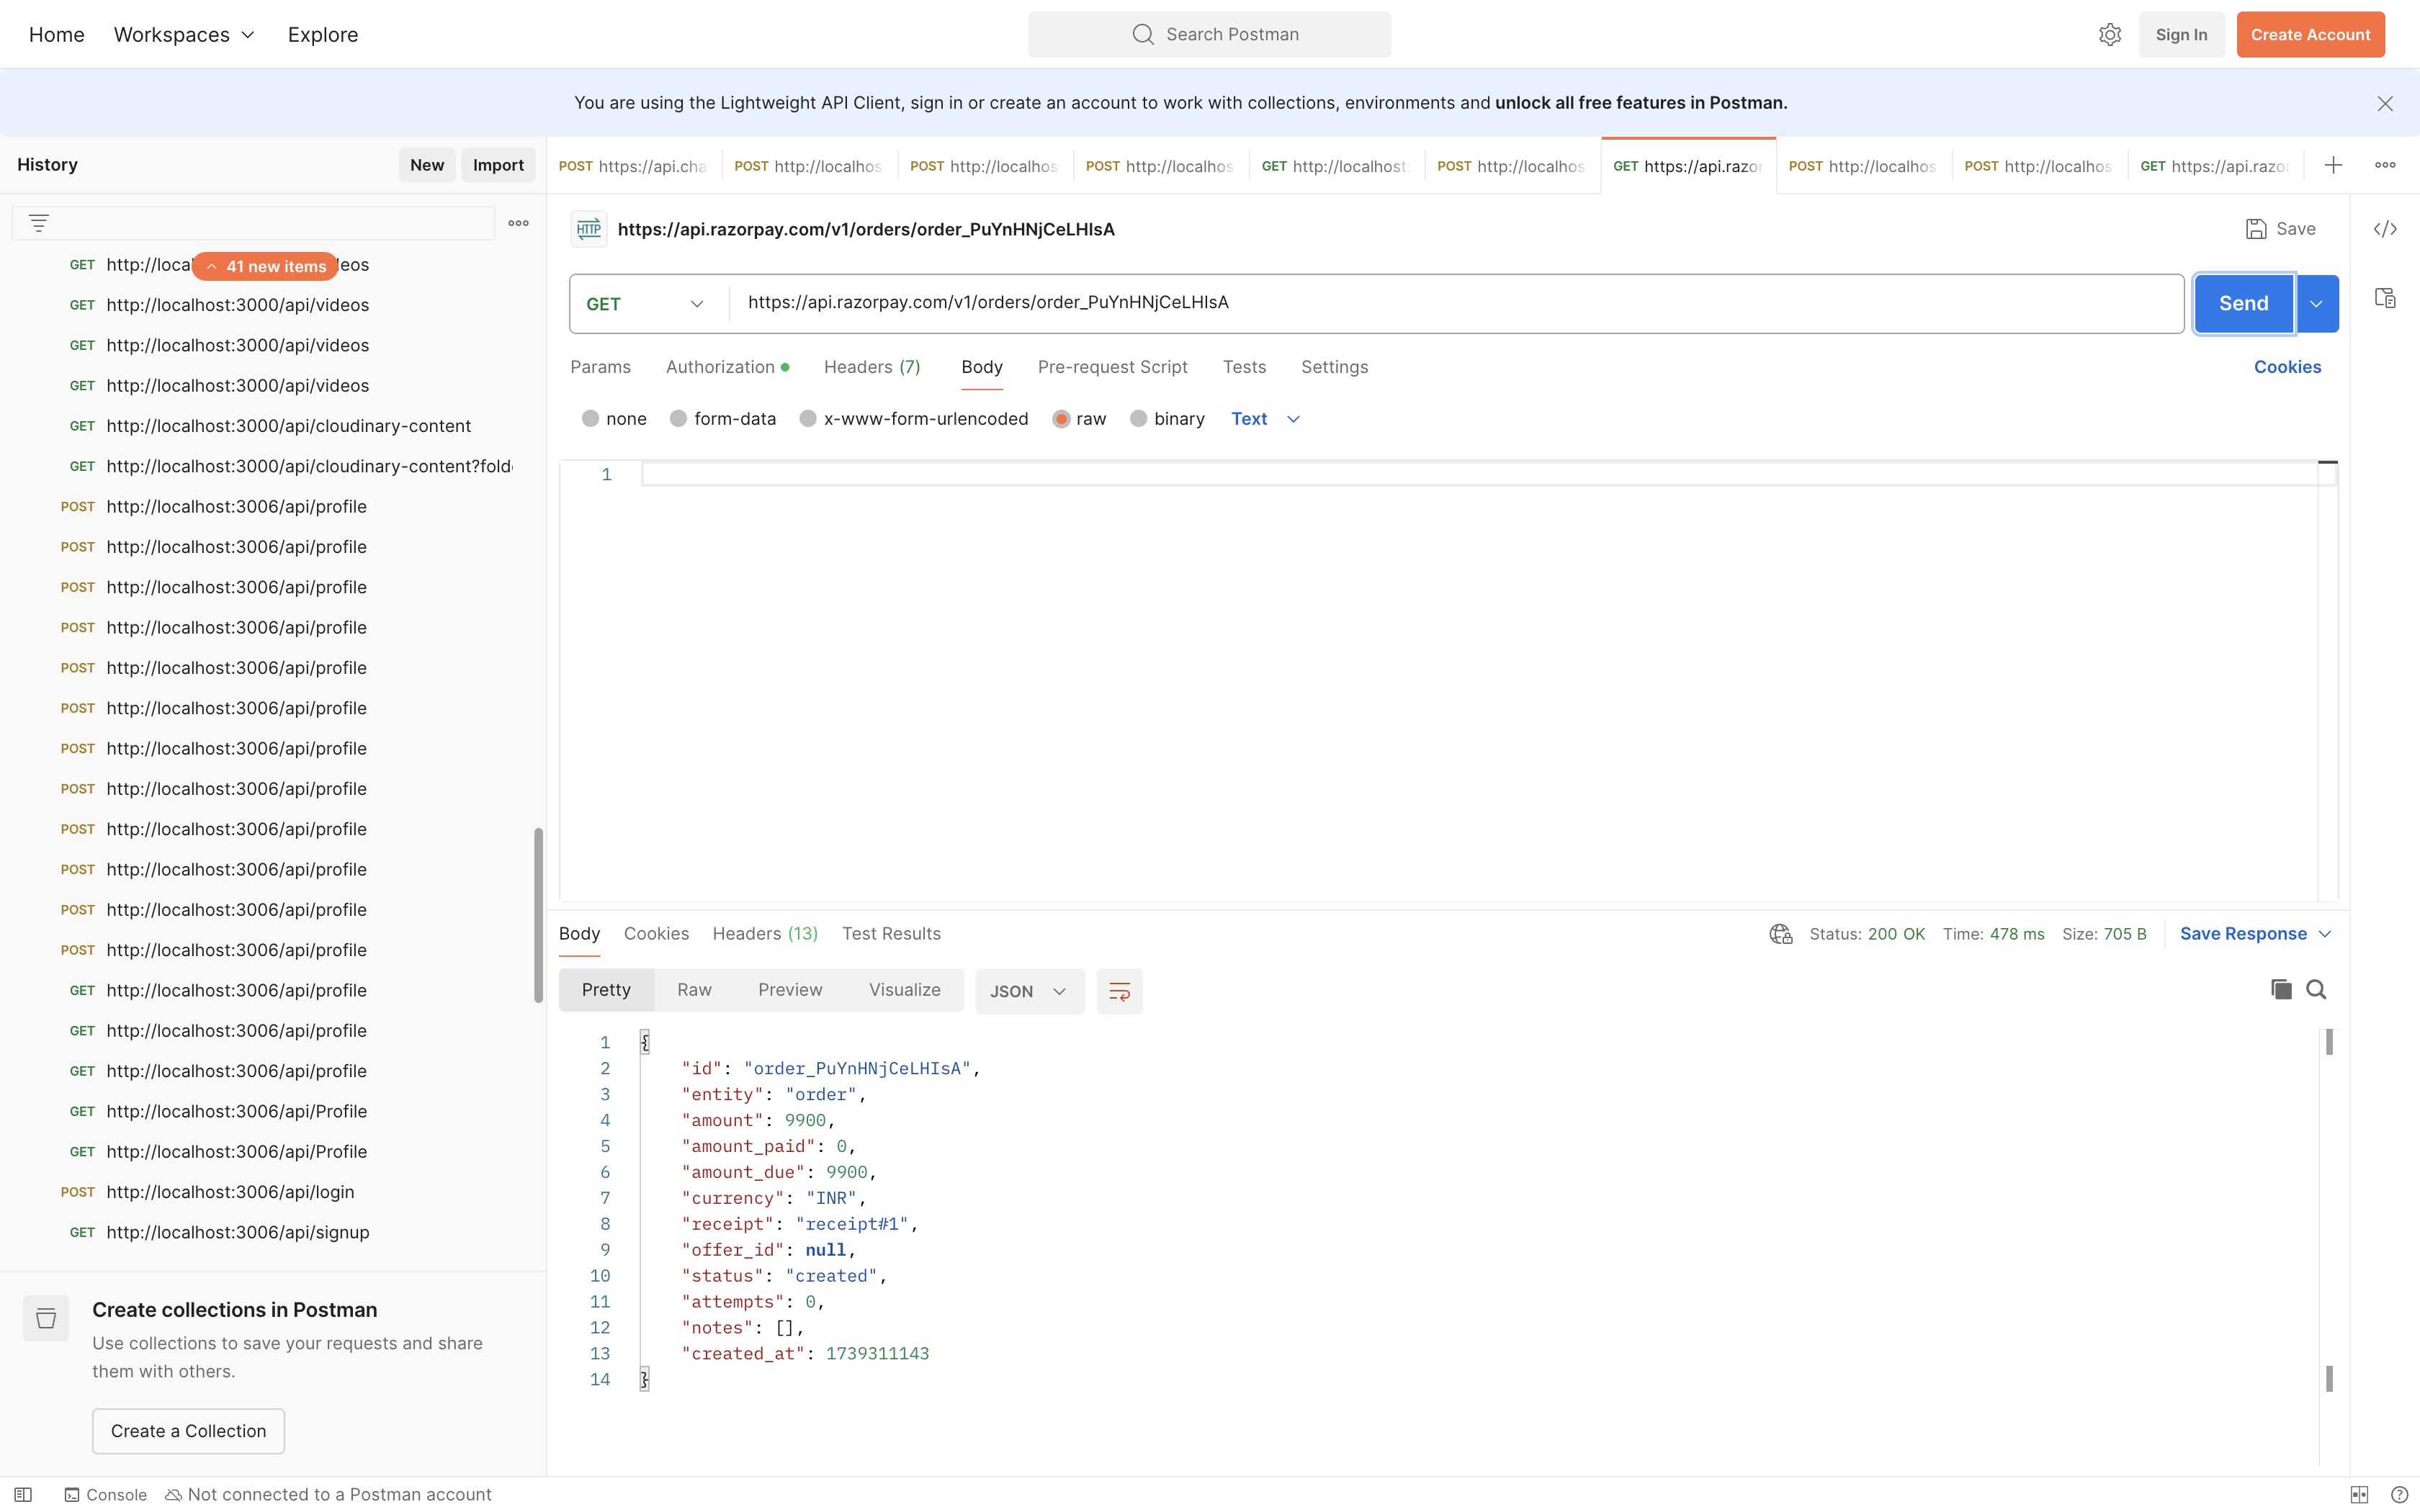 Home Workspaces Explore Search Postman Sign In Create Account
You are using the Lightweight API Client, sign in or create an account to work with collections, environments and unlock all free features in Postman.
History New Import
POST https://api.cha POST http://localhos POST http://localhos POST http://localhos GET http://localhost: POST http://localhos GET https://api.razor POST http://localhos POST http://localhos GET https://api.razor
GET http://local eos
41 new items
GET http://localhost:3000/api/videos
GET http://localhost:3000/api/videos
GET http://localhost:3000/api/videos
GET http://localhost:3000/api/cloudinary-content
GET http://localhost:3000/api/cloudinary-content?fold
POST http://localhost:3006/api/profile
POST http://localhost:3006/api/profile
POST http://localhost:3006/api/profile
POST http://localhost:3006/api/profile
POST http://localhost:3006/api/profile
POST http://localhost:3006/api/profile
POST http://localhost:3006/api/profile
POST http://localhost:3006/api/profile
POST http://localhost:3006/api/profile
POST http://localhost:3006/api/profile
POST http://localhost:3006/api/profile
POST http://localhost:3006/api/profile
GET http://localhost:3006/api/profile
GET http://localhost:3006/api/profile
GET http://localhost:3006/api/profile
GET http://localhost:3006/api/Profile
GET http://localhost:3006/api/Profile
POST http://localhost:3006/api/login
GET http://localhost:3006/api/signup
Create collections in Postman
Use collections to save your requests and share
them with others.
Create a Collection
HTTP https://api.razorpay.com/v1/orders/order_PuYnHNjCeLHIsA Save
GET https://api.razorpay.com/v1/orders/order_PuYnHNjCeLHIsA Send
Params Authorization Headers (7) Body Pre-request Script Tests Settings Cookies
none form-data x-www-form-urlencoded raw binary Text
1
Body Cookies Headers (13) Test Results Status: 200 OK Time: 478 ms Size: 705 B Save Response
Pretty Raw Preview Visualize JSON
1 {
2 "id": "order_PuYnHNjCeLHIsA",
3 "entity": "order",
4 "amount": 9900,
5 "amount_paid": 0,
6 "amount_due": 9900,
7 "currency": "INR",
8 "receipt": "receipt#1",
9 "offer_id": null,
10 "status": "created",
11 "attempts": 0,
12 "notes": [],
13 "created_at": 1739311143
14 }
Console Not connected to a Postman account